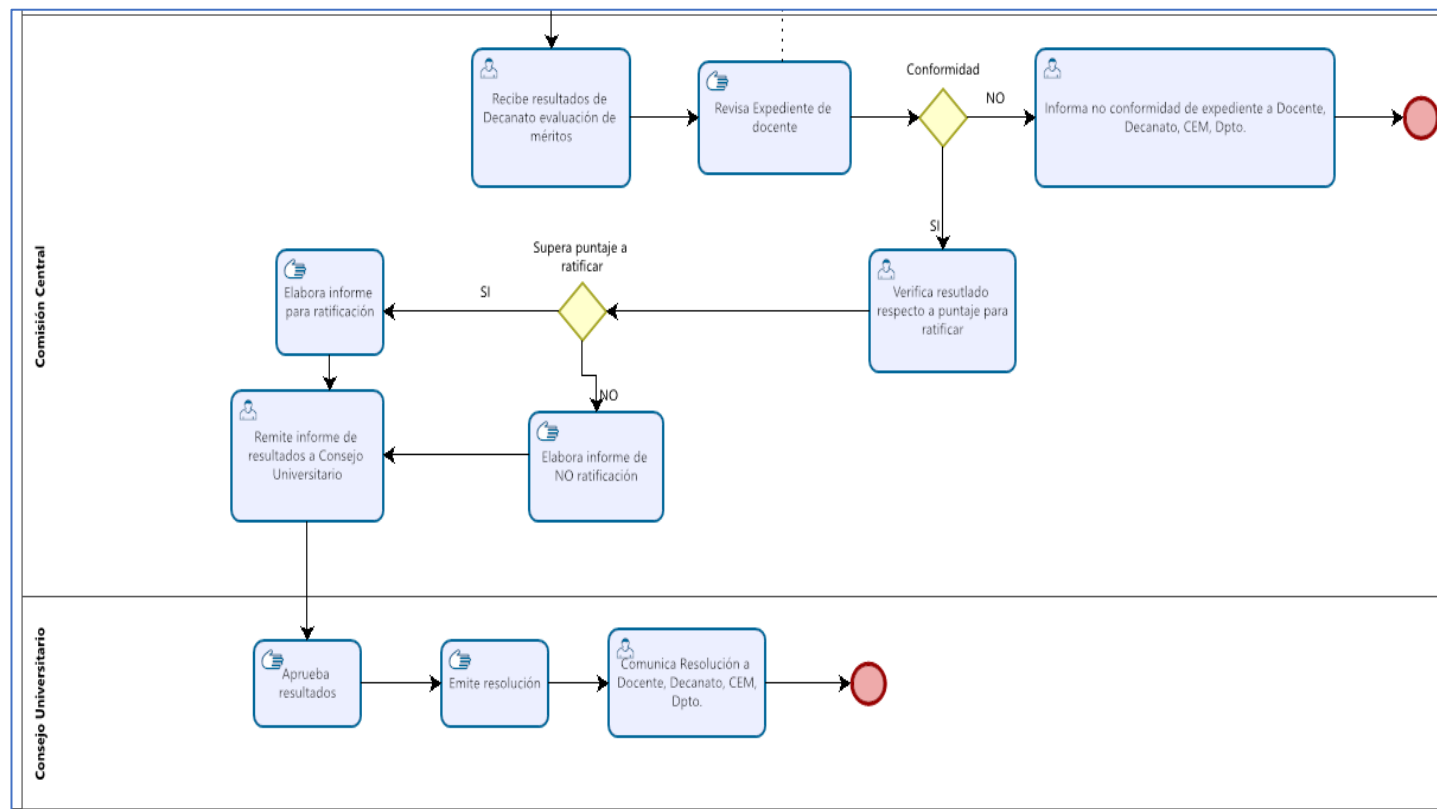 Comisión Central
Recibe resultados de
Decanato evaluación de
méritos
Revisa Expediente de
docente
Conformidad
NO
SI
Informa no conformidad de expediente a Docente,
Decanato, CEM, Dpto.
Verifica resutlado
respecto a puntaje para
ratificar
Supera puntaje a
ratificar
SI
NO
Elabora informe
para ratificación
Elabora informe de
NO ratificación
Remite informe de
resultados a Consejo
Universitario
Consejo Universitario
Aprueba
resultados
Emite resolución
Comunica Resolución a
Docente, Decanato, CEM,
Dpto.